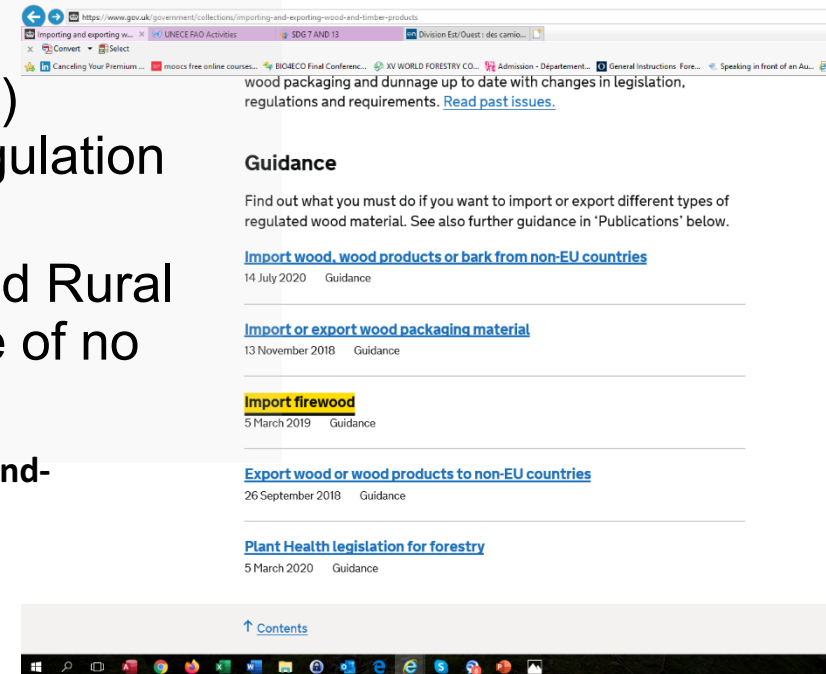 https://www.gov.uk/government/collections/importing-and-exporting-wood-and-timber-products
Importing and exporting w... UNECE FAO Activities SDG 7 AND 13 Division Est/Ouest : des camio...
x Convert Select
Canceling Your Premium ... moocs free online courses... BIO4ECO Final Conferenc... XV WORLD FORESTRY CO... Admission - Département... General Instructions Fore... Speaking in front of an Au...
wood packaging and dunnage up to date with changes in legislation,
regulations and requirements. Read past issues.
)
gulation
d Rural
e of no
nd-
Guidance
Find out what you must do if you want to import or export different types of
regulated wood material. See also further guidance in ‘Publications’ below.
Import wood, wood products or bark from non-EU countries
14 July 2020 Guidance
Import or export wood packaging material
13 November 2018 Guidance
Import firewood
5 March 2019 Guidance
Export wood or wood products to non-EU countries
26 September 2018 Guidance
Plant Health legislation for forestry
5 March 2020 Guidance
↑ Contents